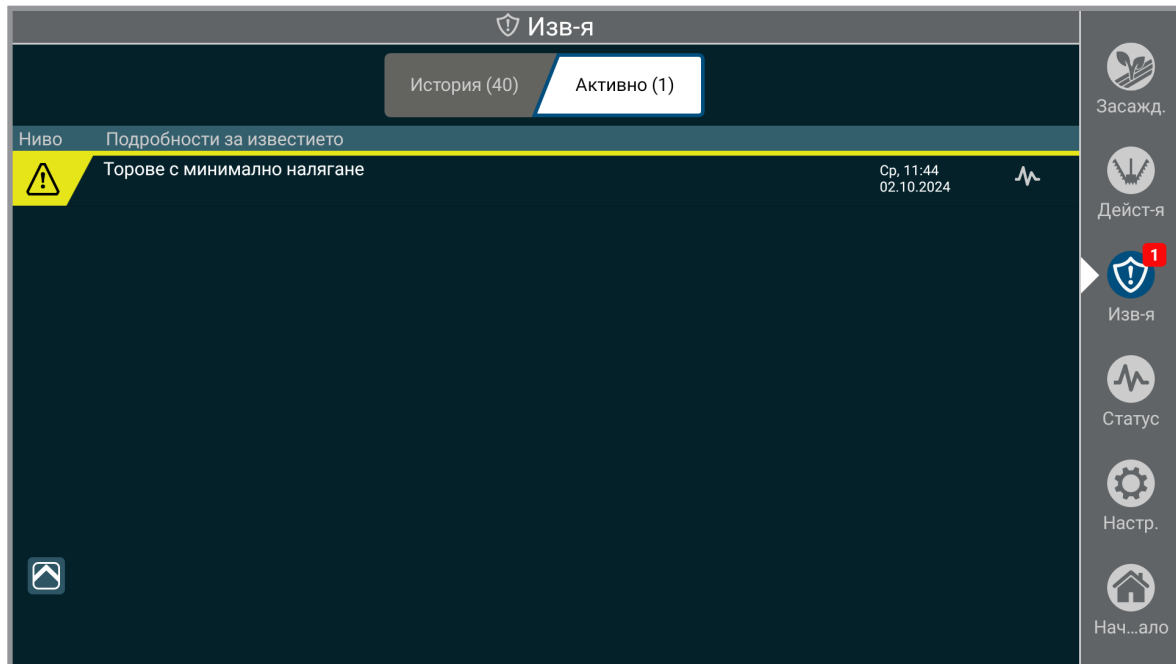 Изв-я
История (40)
Активно (1)
Ниво Подробности за известието
Торове с минимално налягане
Ср, 11:44
02.10.2024
Засажд.
Дейст-я
1
Изв-я
Статус
Настр.
Нач...ало